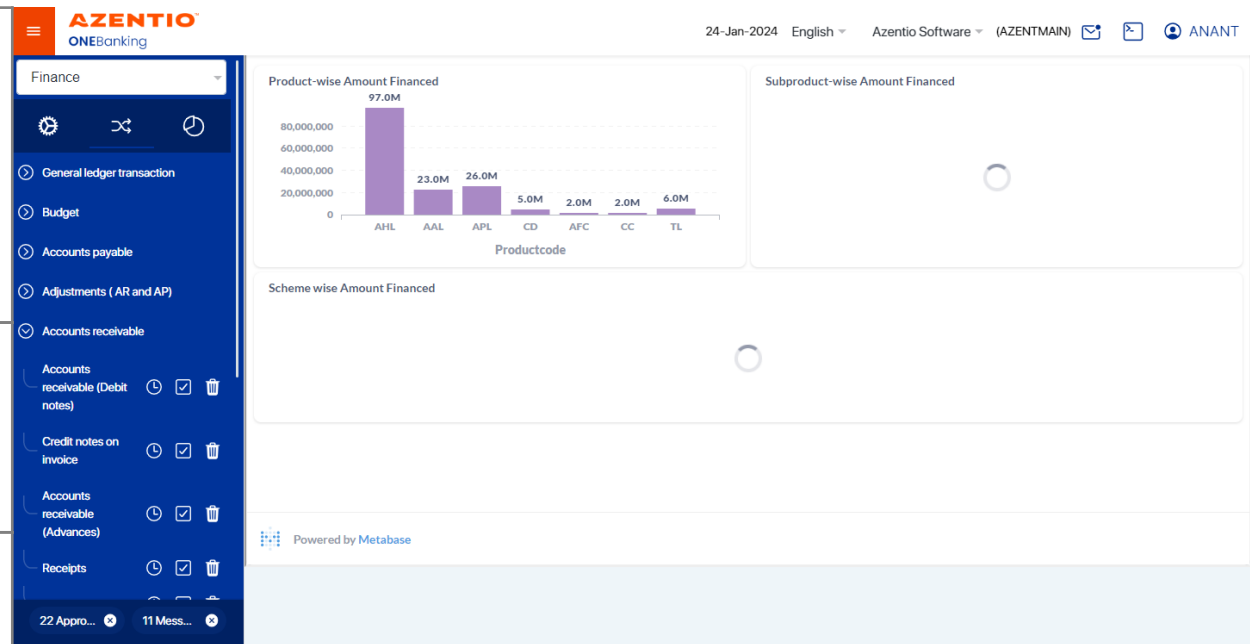 AZENTIO
ONEBanking
24-Jan-2024 English Azentio Software (AZENTMAIN) ANANT
Finance
General ledger transaction
Budget
Accounts payable
Adjustments ( AR and AP)
Accounts receivable
Accounts
receivable (Debit
notes)
Credit notes on
invoice
Accounts
receivable
(Advances)
Receipts
22 Appro... 11 Mess...
Product-wise Amount Financed
97.0M
80,000,000
60,000,000
40,000,000
20,000,000
0
23.0M 26.0M 5.0M 2.0M 2.0M 6.0M
AHL AAL APL CD AFC CC TL
Productcode
Subproduct-wise Amount Financed
Scheme wise Amount Financed
Powered by Metabase